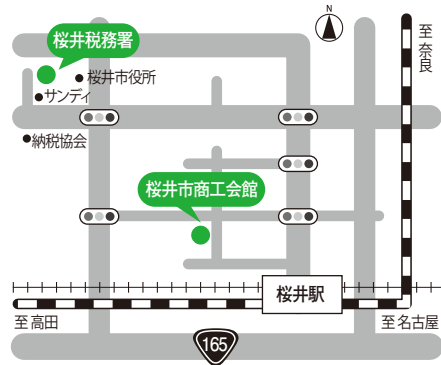 N
至奈良
桜井税務署
桜井市役所
サンディ
納税協会
桜井市商工会館
桜井駅
至高田
至名古屋
165